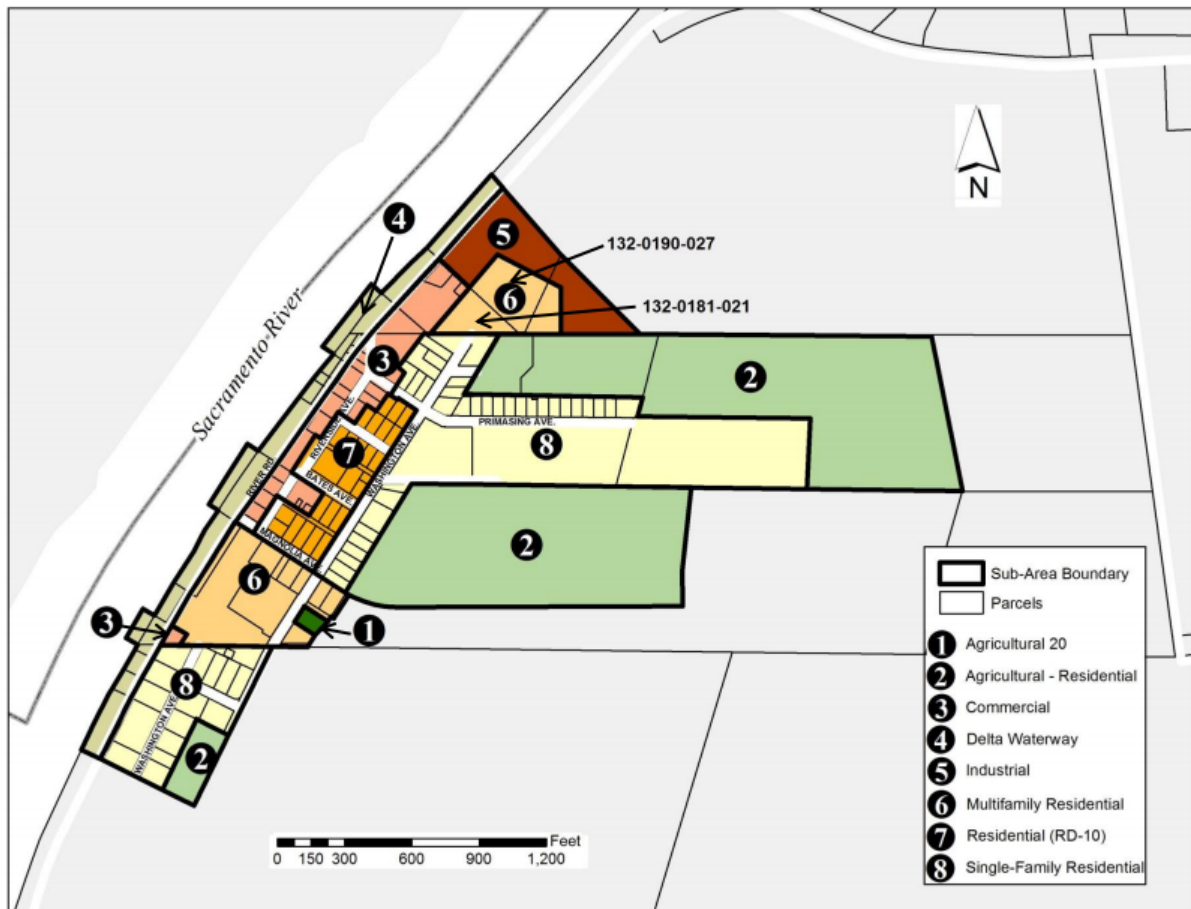 4
5
132-0190-027
6
132-0181-021
N
Sacramento River
3
2
RIVERSIDE AVE.
PRIMASING AVE.
7
8
WASHINGTON AVE.
RIVER RD
BATES AVE.
2
MAGNOLIA AVE.
6
3
1
8
WASHINGTON AVE.
2
Sub-Area Boundary
Parcels
1 Agricultural 20
2 Agricultural - Residential
3 Commercial
4 Delta Waterway
5 Industrial
6 Multifamily Residential
7 Residential (RD-10)
8 Single-Family Residential
Feet
0 150 300 600 900 1,200